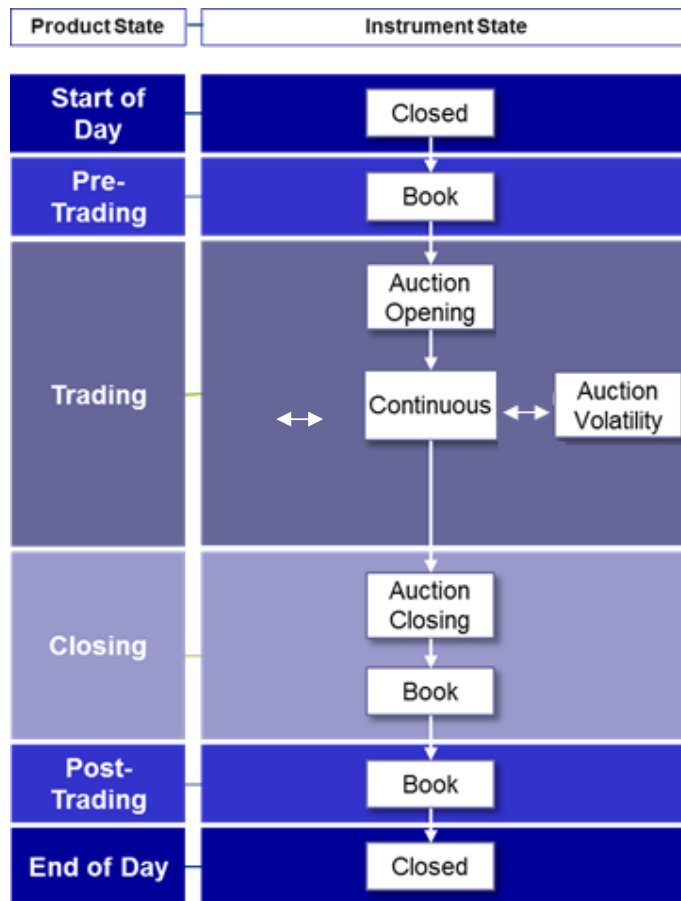 Product State
Instrument State
Start of
Day
Closed
Pre-
Trading
Book
Trading
Auction
Opening
Continuous
Auction
Volatility
Closing
Auction
Closing
Book
Post-
Trading
Book
End of Day
Closed